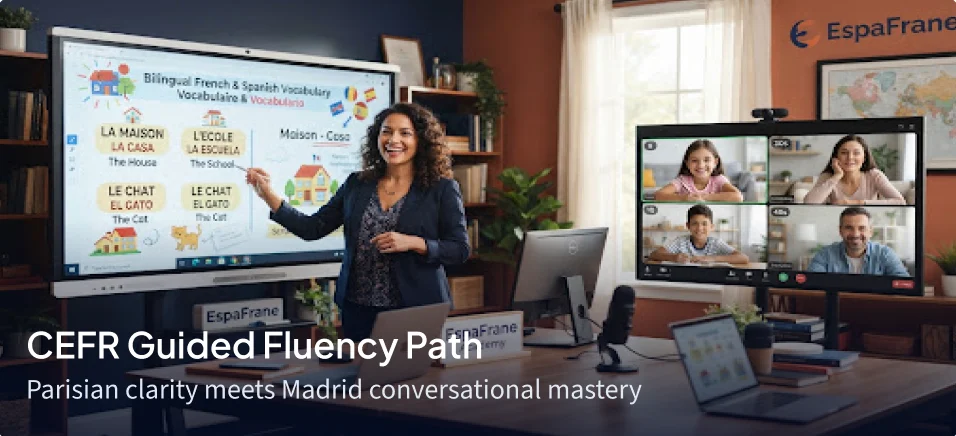 EspaFrane
Bilingual French & Spanish Vocabulary
Vocabulaire & Vocabulario
LA MAISON
LA CASA
The House
L'ECOLE
LA ESCUELA
The School
Maison - Casa
LE CHAT
EL GATO
The Cat
LE CHAT
EL GATO
The Cat
EspaFrane
EspaFrane
CEFR Guided Fluency Path
Parisian clarity meets Madrid conversational mastery